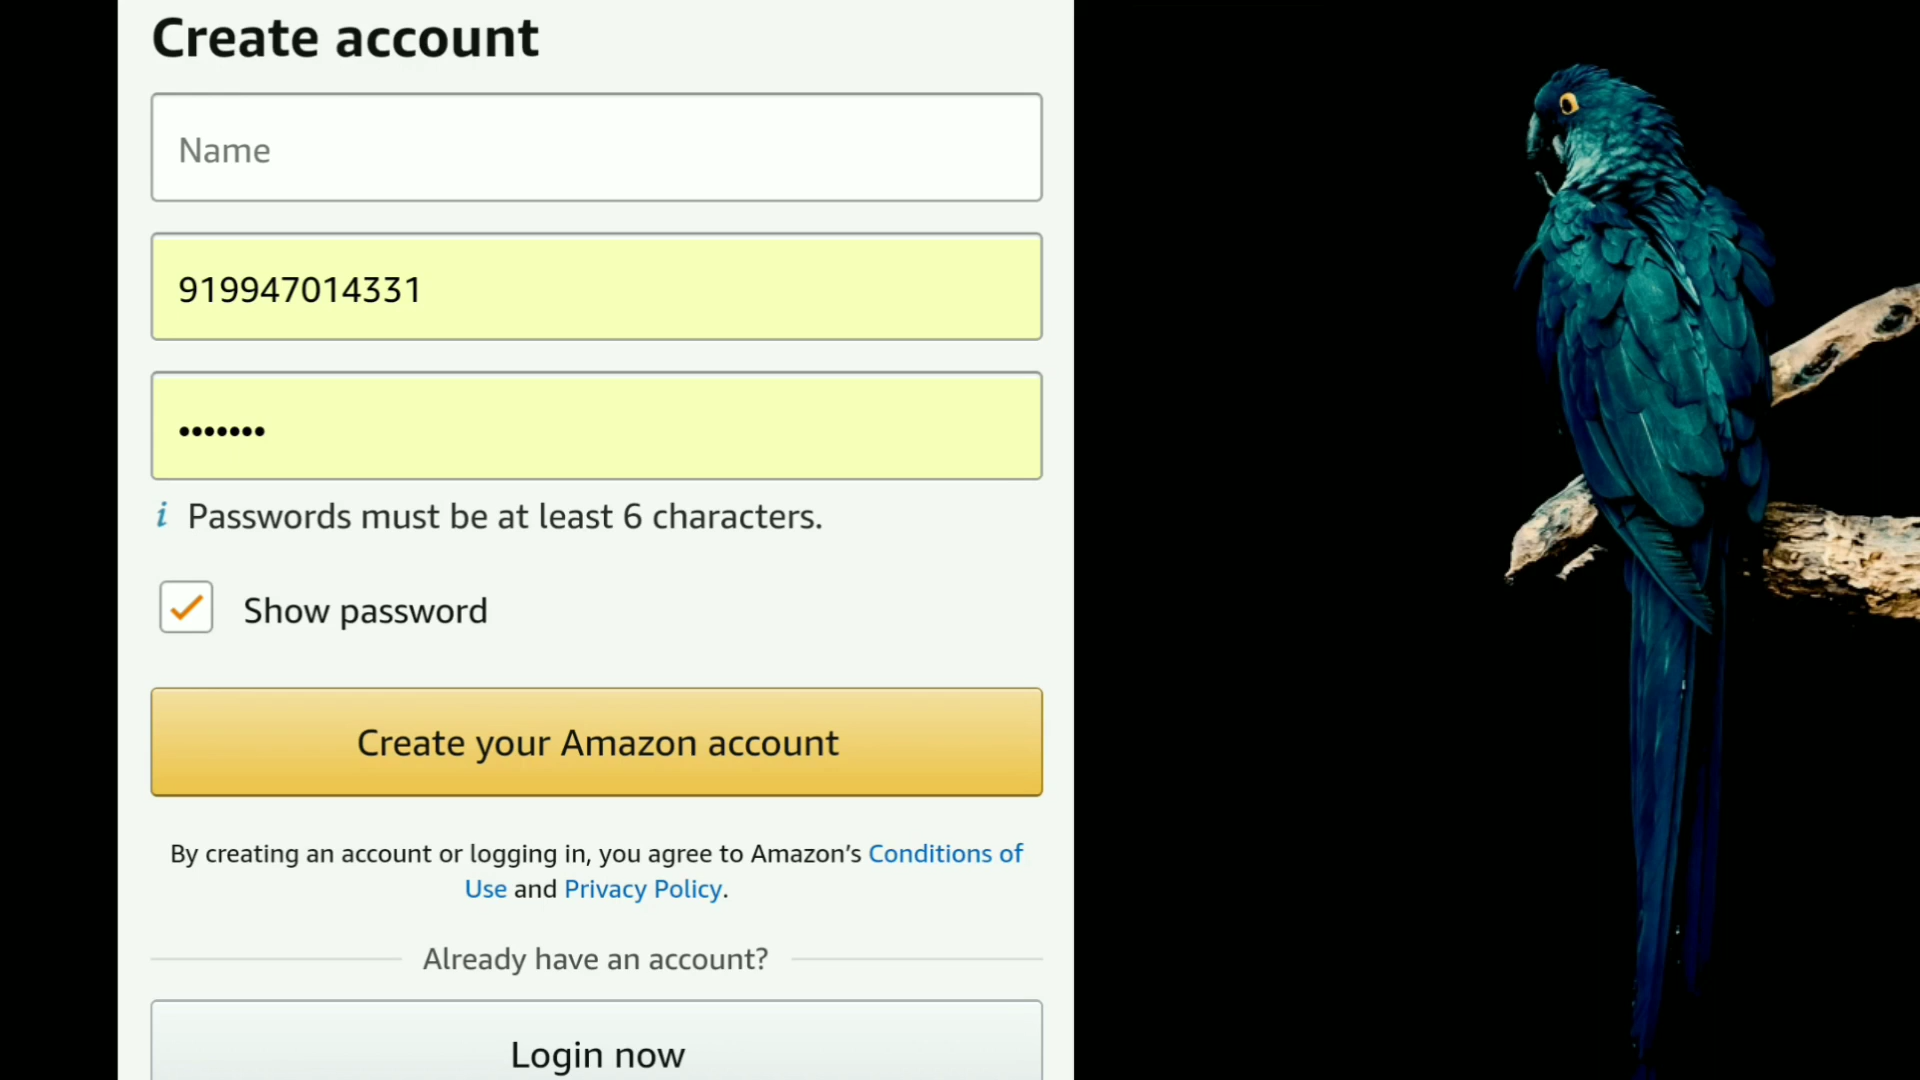 Create account
Name
919947014331
•••••••
i Passwords must be at least 6 characters.
Show password
Create your Amazon account
By creating an account or logging in, you agree to Amazon's Conditions of
Use and Privacy Policy.
Already have an account?
Login now